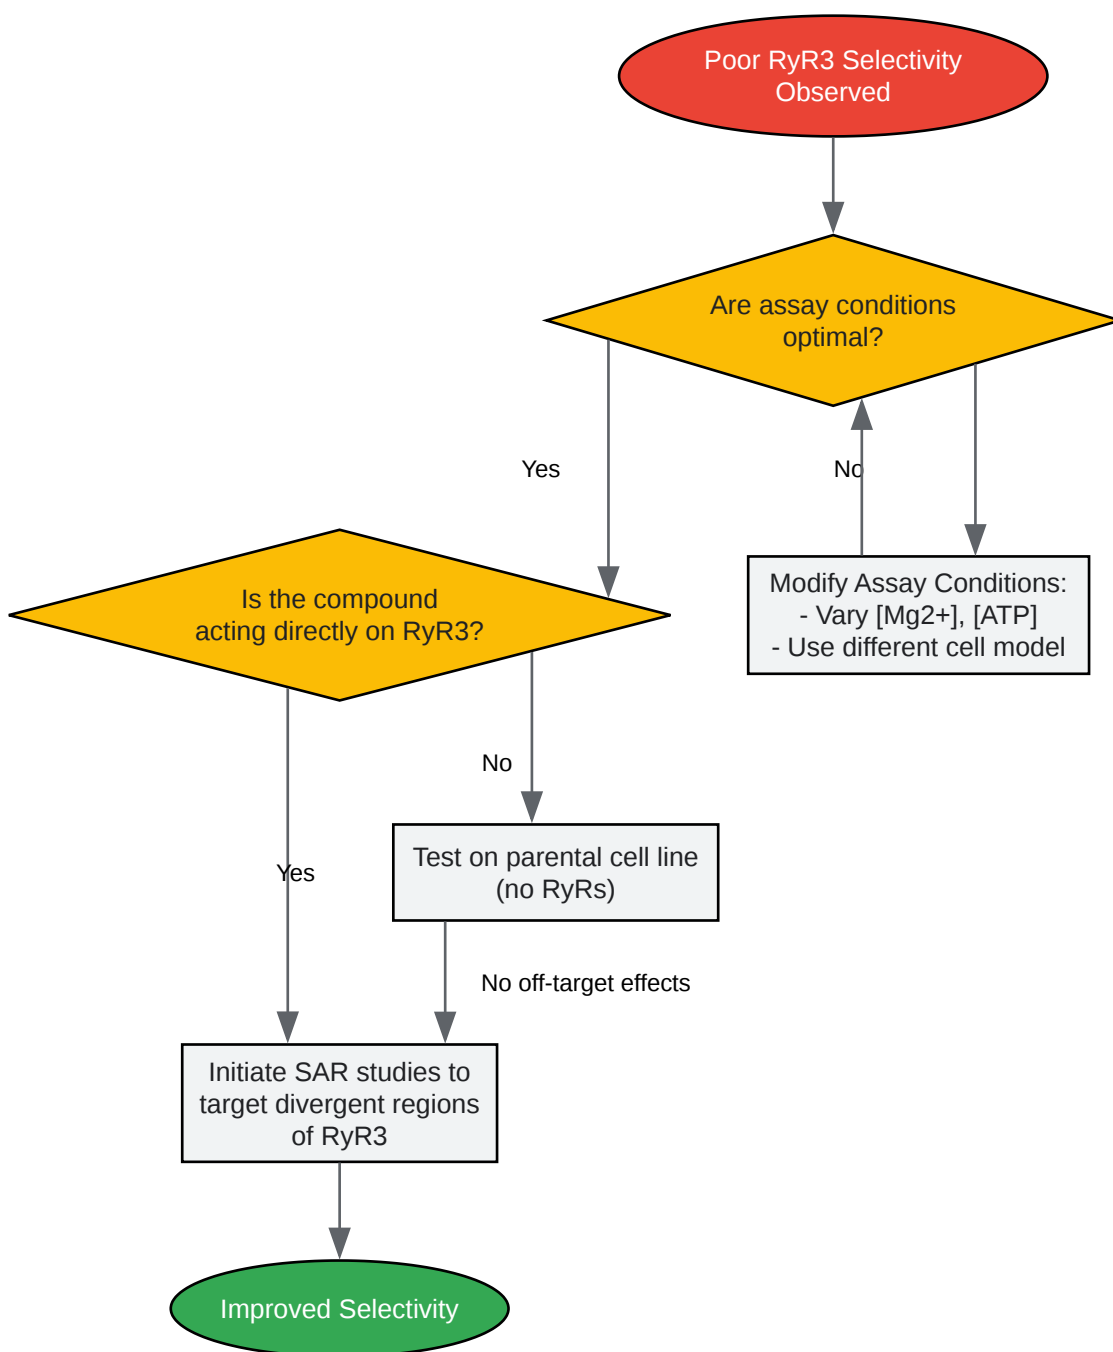 Poor RyR3 Selectivity
Observed
Are assay conditions
optimal?
Yes
No
Modify Assay Conditions:
- Vary [Mg2+], [ATP]
- Use different cell model
Is the compound
acting directly on RyR3?
No
Test on parental cell line
(no RyRs)
Yes
No off-target effects
Initiate SAR studies to
target divergent regions
of RyR3
Improved Selectivity